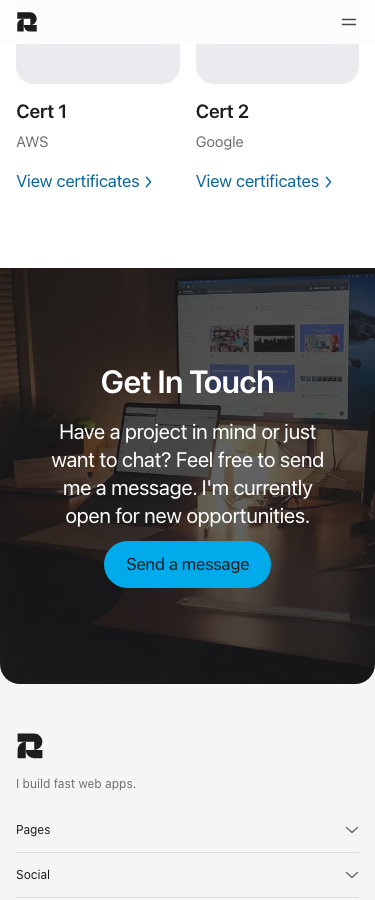 Cert 1
AWS
View certificates
Cert 2
Google
View certificates
Get In Touch
Have a project in mind or just
want to chat? Feel free to send
me a message. I'm currently
open for new opportunities.
Send a message
I build fast web apps.
Pages
Social